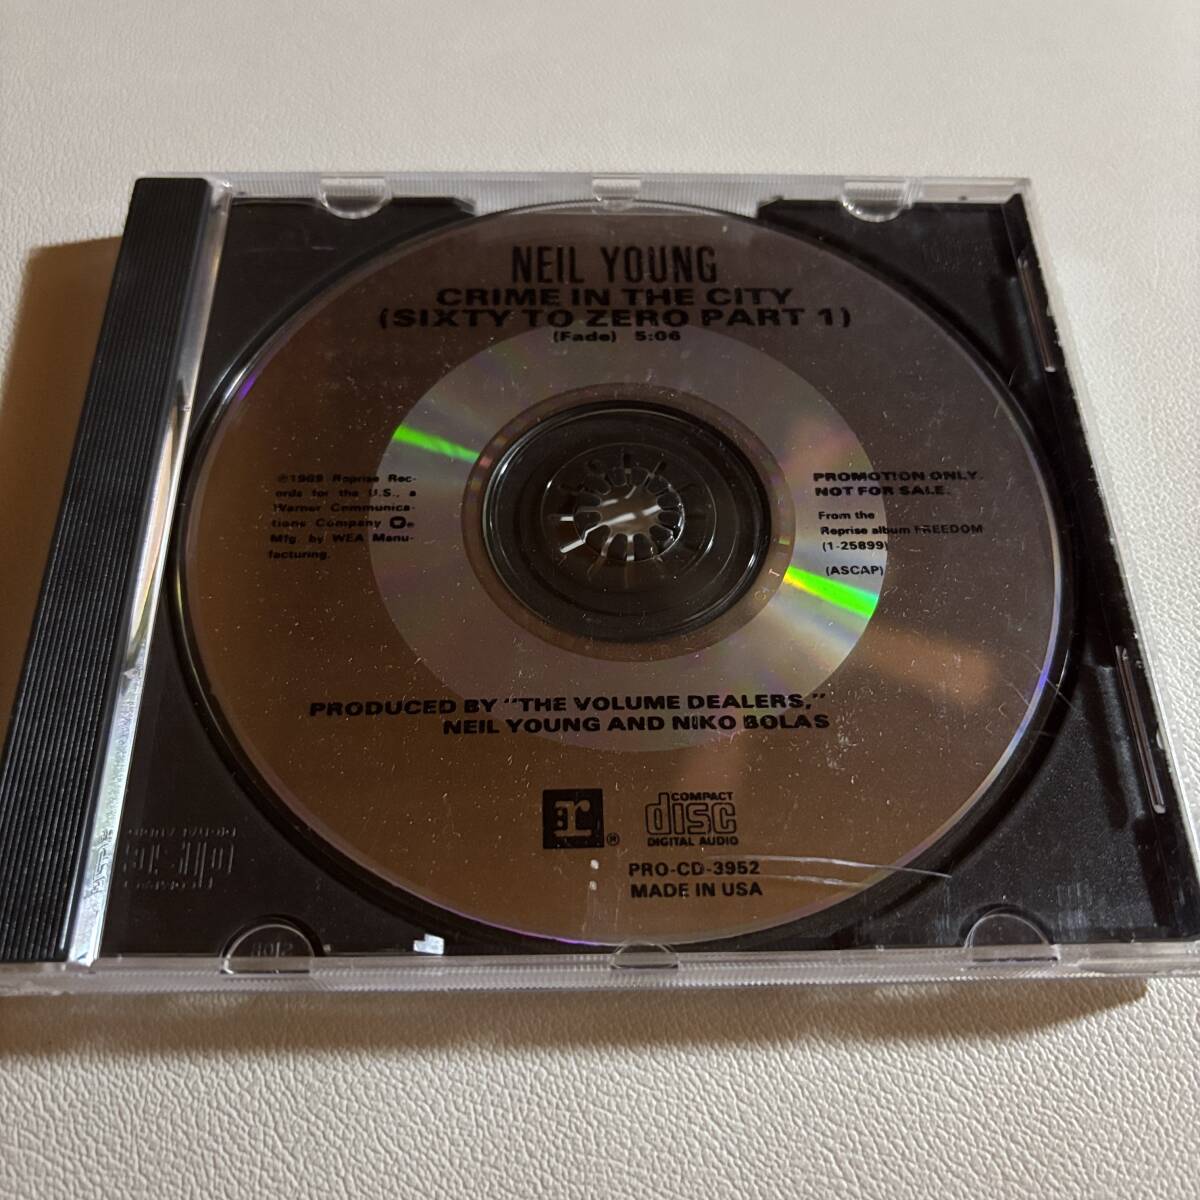 NEIL YOUNG
CRIME IN THE CITY
(SIXTY TO ZERO PART 1)
(Fade) 5:06
℗1989 Reprise Rec-
ords for the U.S., a
Warner Communica-
tions Company
Mfg. by WEA Manu-
facturing.
PROMOTION ONLY.
NOT FOR SALE.
From the
Reprise album FREEDOM
(1-25899)
(ASCAP)
PRODUCED BY "THE VOLUME DEALERS,"
NEIL YOUNG AND NIKO BOLAS
r®
COMPACT
disc
DIGITAL AUDIO
PRO-CD-3952
MADE IN USA